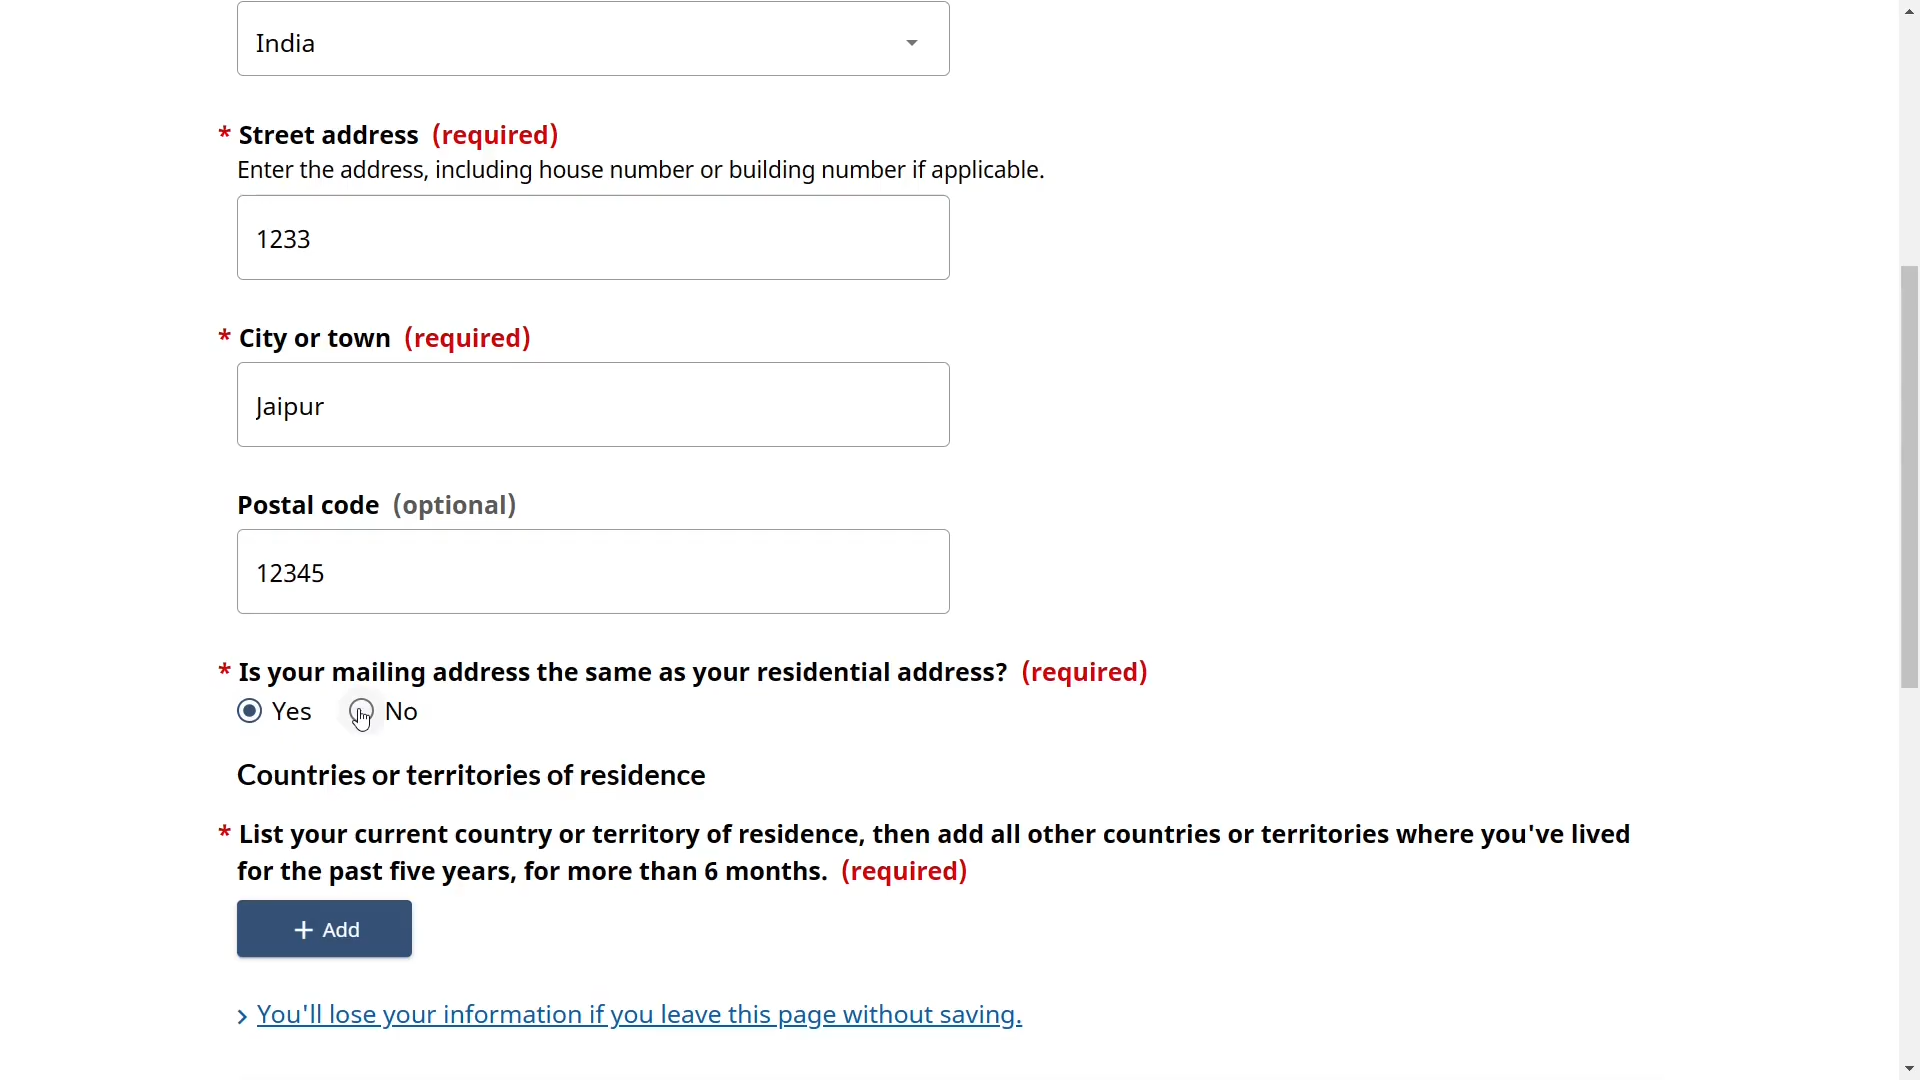 India
* Street address (required)
Enter the address, including house number or building number if applicable.
1233
* City or town (required)
Jaipur
Postal code (optional)
12345
* Is your mailing address the same as your residential address? (required)
Yes No
Countries or territories of residence
* List your current country or territory of residence, then add all other countries or territories where you've lived
for the past five years, for more than 6 months. (required)
+ Add
> You'll lose your information if you leave this page without saving.